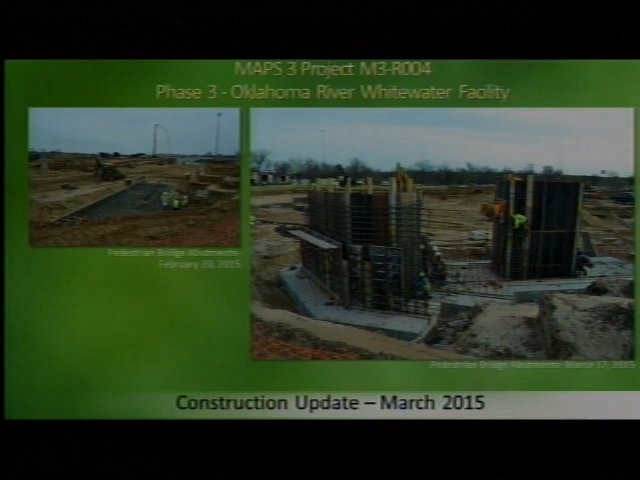 MAPS 3 Project M3-R004
Phase 3 - Oklahoma River Whitewater Facility
Pedestrian Bridge Abutments
February 20, 2015
Pedestrian Bridge Abutments March 17, 2015
Construction Update – March 2015